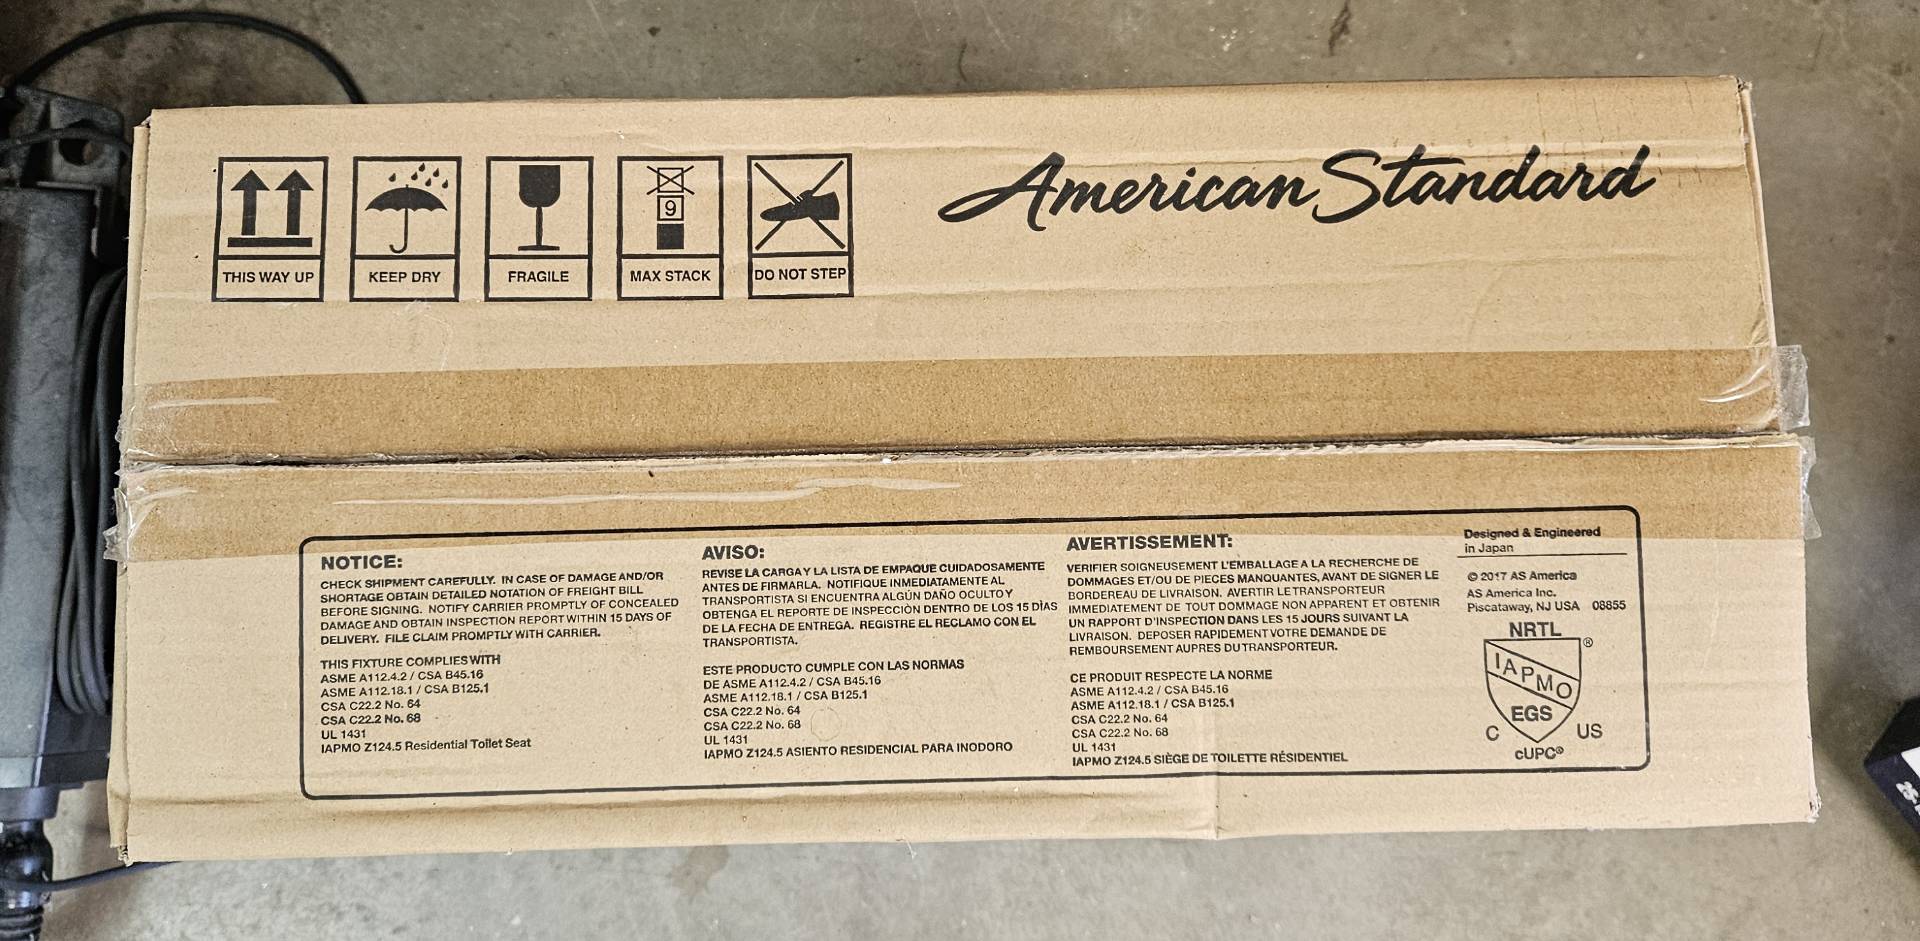 American Standard
9
THIS WAY UP
KEEP DRY
FRAGILE
MAX STACK
DO NOT STEP
NOTICE:
CHECK SHIPMENT CAREFULLY. IN CASE OF DAMAGE AND/OR
SHORTAGE OBTAIN DETAILED NOTATION OF FREIGHT BILL
BEFORE SIGNING. NOTIFY CARRIER PROMPTLY OF CONCEALED
DAMAGE AND OBTAIN INSPECTION REPORT WITHIN 15 DAYS OF
DELIVERY. FILE CLAIM PROMPTLY WITH CARRIER.
THIS FIXTURE COMPLIES WITH
ASME A112.4.2 / CSA B45.16
ASME A112.18.1 / CSA B125.1
CSA C22.2 No. 64
CSA C22.2 No. 68
UL 1431
IAPMO Z124.5 Residential Toilet Seat
AVISO:
REVISE LA CARGA Y LA LISTA DE EMPAQUE CUIDADOSAMENTE
ANTES DE FIRMARLA. NOTIFIQUE INMEDIATAMENTE AL
TRANSPORTISTA SI ENCUENTRA ALGÚN DAÑO OCULTO Y
OBTENGA EL REPORTE DE INSPECCIÓN DENTRO DE LOS 15 DÌAS
DE LA FECHA DE ENTREGA. REGISTRE EL RECLAMO CON EL
TRANSPORTISTA.
ESTE PRODUCTO CUMPLE CON LAS NORMAS
DE ASME A112.4.2 / CSA B45.16
ASME A112.18.1 / CSA B125.1
CSA C22.2 No. 64
CSA C22.2 No. 68
UL 1431
IAPMO Z124.5 ASIENTO RESIDENCIAL PARA INODORO
AVERTISSEMENT:
VERIFIER SOIGNEUSEMENT L'EMBALLAGE A LA RECHERCHE DE
DOMMAGES ET/OU DE PIECES MANQUANTES, AVANT DE SIGNER LE
BORDEREAU DE LIVRAISON. AVERTIR LE TRANSPORTEUR
IMMEDIATEMENT DE TOUT DOMMAGE NON APPARENT ET OBTENIR
UN RAPPORT D'INSPECTION DANS LES 15 JOURS SUIVANT LA
LIVRAISON. DEPOSER RAPIDEMENT VOTRE DEMANDE DE
REMBOURSEMENT AUPRES DU TRANSPORTEUR.
CE PRODUIT RESPECTE LA NORME
ASME A112.4.2 / CSA B45.16
ASME A112.18.1 / CSA B125.1
CSA C22.2 No. 64
CSA C22.2 No. 68
UL 1431
IAPMO Z124.5 SIÈGE DE TOILETTE RÉSIDENTIEL
Designed & Engineered
in Japan
© 2017 AS America
AS America Inc.
Piscataway, NJ USA 08855
NRTL
®
IAPMO
EGS
C US
cUPC®